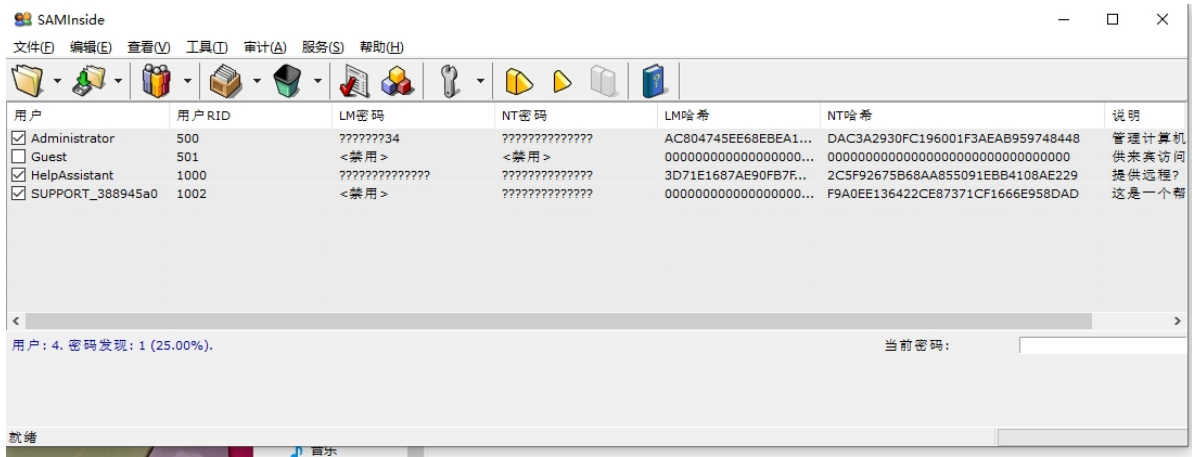 SAMInside
文件(F) 编辑(E) 查看(V) 工具(T) 审计(A) 服务(S) 帮助(H)
用户 用户RID LM密码 NT密码 LM哈希 NT哈希 说明
Administrator 500 ???????34 ?????????????? AC804745EE68EBEA1... DAC3A2930FC196001F3AEAB959748448 管理计算机
Guest 501 <禁用> <禁用> 000000000000000000... 00000000000000000000000000000000 供来宾访问
HelpAssistant 1000 ?????????????? ?????????????? 3D71E1687AE90FB7F... 2C5F92675B68AA855091EBB4108AE229 提供远程?
SUPPORT_388945a0 1002 <禁用> ?????????????? 000000000000000000... F9A0EE136422CE87371CF1666E958DAD 这是一个帮
用户: 4. 密码发现: 1 (25.00%). 当前密码:
就绪
音乐